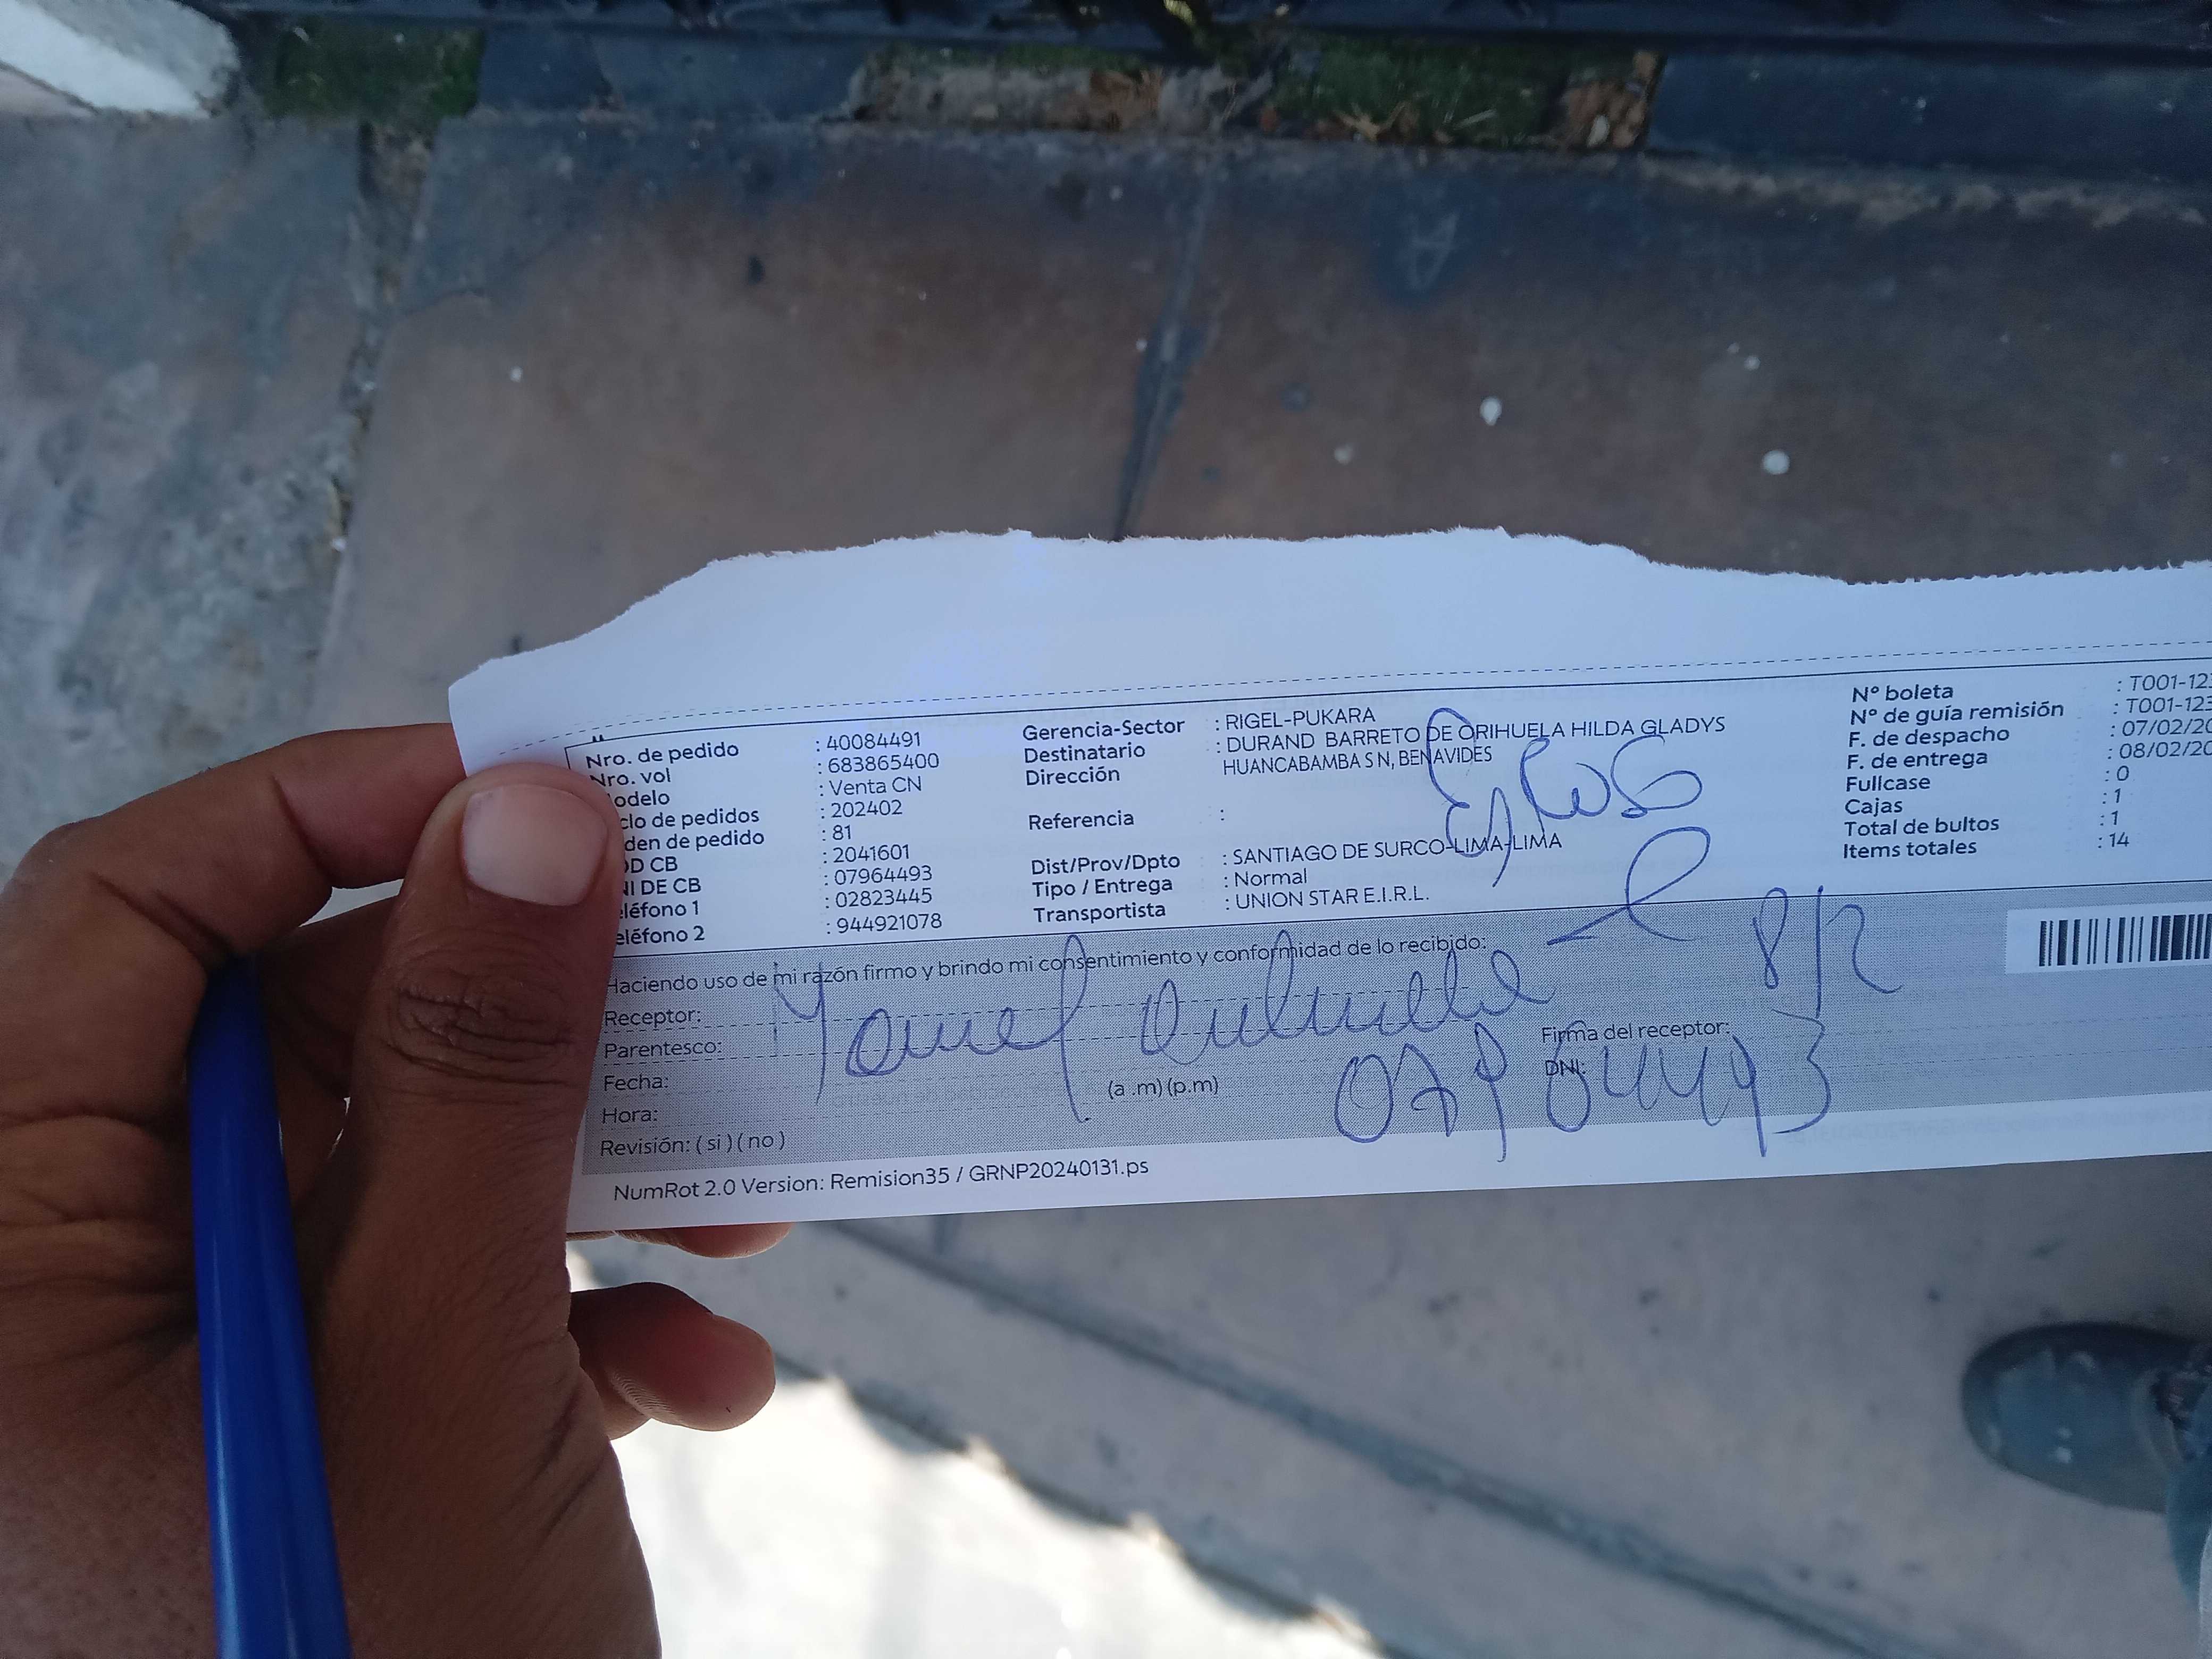 Nro. de pedido : 40084491
Nro. vol : 683865400
odelo : Venta CN
clo de pedidos : 202402
den de pedido : 81
OD CB : 2041601
NI DE CB : 07964493
eléfono 1 : 02823445
eléfono 2 : 944921078
Gerencia-Sector : RIGEL-PUKARA
Destinatario : DURAND BARRETO DE ORIHUELA HILDA GLADYS
Dirección HUANCABAMBA S N, BENAVIDES
Referencia :
Dist/Prov/Dpto : SANTIAGO DE SURCO-LIMA-LIMA
Tipo / Entrega : Normal
Transportista : UNION STAR E.I.R.L.
Nº boleta : T001-123
Nº de guía remisión : T001-123
F. de despacho : 07/02/20
F. de entrega : 08/02/20
Fullcase : 0
Cajas : 1
Total de bultos : 1
Items totales : 14
Haciendo uso de mi razón firmo y brindo mi consentimiento y conformidad de lo recibido:
Receptor:
Parentesco:
Fecha:
Hora: (a .m) (p.m)
Revisión: ( si ) ( no )
8/2
Firma del receptor:
DNI: 07964493
NumRot 2.0 Version: Remision35 / GRNP20240131.ps